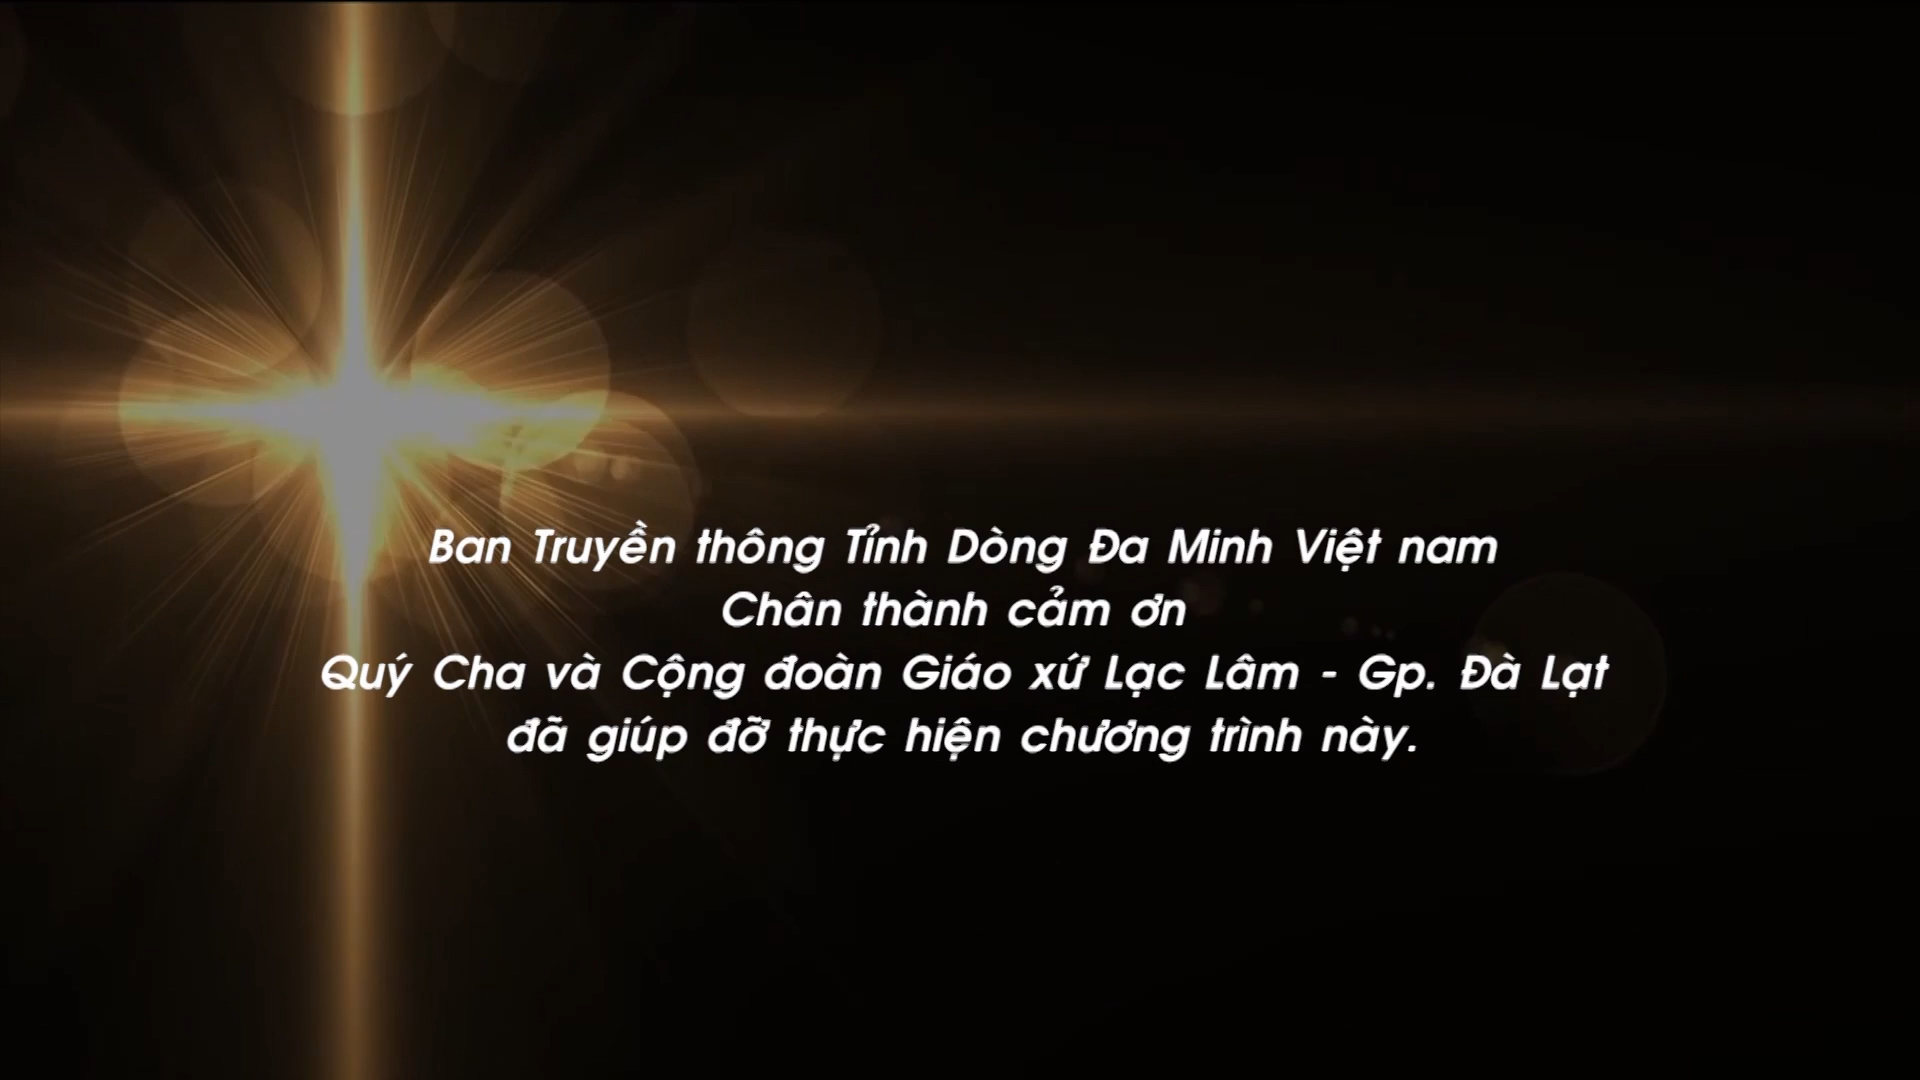 Ban Truyền thông Tỉnh Dòng Đa Minh Việt nam
Chân thành cảm ơn
Quý Cha và Cộng đoàn Giáo xứ Lạc Lâm - Gp. Đà Lạt
đã giúp đỡ thực hiện chương trình này.